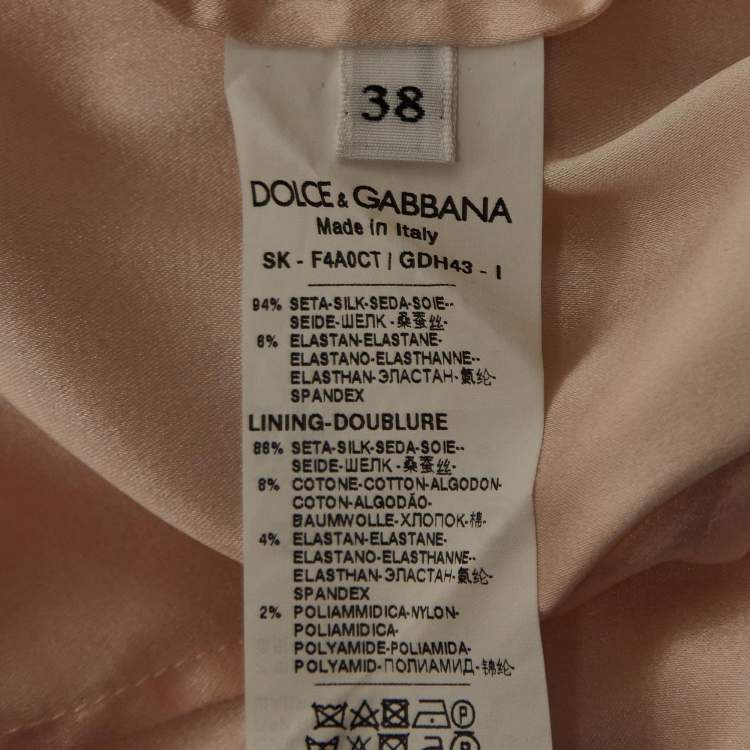 38
DOLCE & GABBANA
Made in Italy
SK - F4A0CT / GDH43 - I
94% SETA-SILK-SEDA-SOIE--
SEIDE-ШЕЛК-桑蚕丝-
6% ELASTAN-ELASTANE-
ELASTANO-ELASTHANNE--
ELASTHAN-ЭЛАСТАН-氨纶-
SPANDEX
LINING-DOUBLURE
86% SETA-SILK-SEDA-SOIE--
SEIDE-ШЕЛК-桑蚕丝-
8% COTONE-COTTON-ALGODON-
COTON-ALGODÃO-
BAUMWOLLE-ХЛОПОК-棉-
4% ELASTAN-ELASTANE-
ELASTANO-ELASTHANNE--
ELASTHAN-ЭЛАСТАН-氨纶-
SPANDEX
2% POLIAMMIDICA-NYLON-
POLIAMIDICA-
POLYAMIDE-POLIAMIDA-
POLYAMID-ПОЛИАМИД-锦纶-
P